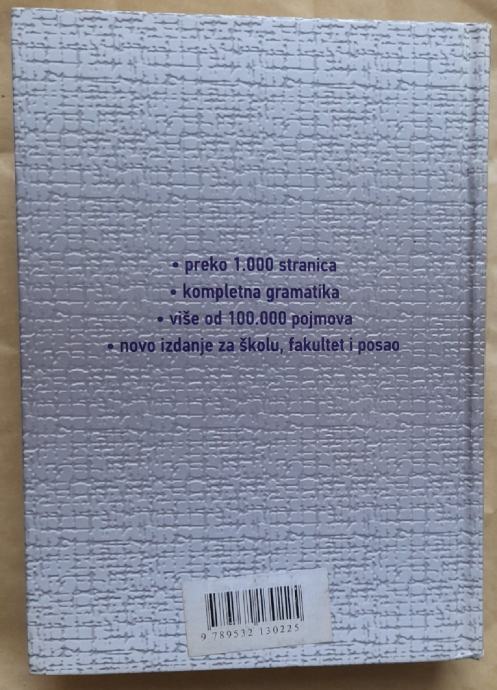 • preko 1.000 stranica
• kompletna gramatika
• više od 100.000 pojmova
• novo izdanje za školu, fakultet i posao
9 789532 130225